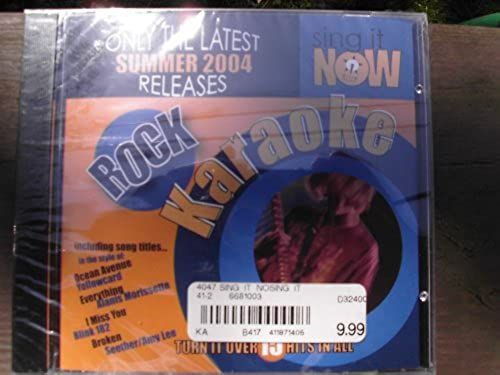 ONLY THE LATEST
SUMMER 2004
RELEASES
sing it
NOW
ROCK
Karaoke
including song titles...
in the style of:
Ocean Avenue
Yellowcard
Everything
Alanis Morissette
I Miss You
Blink 182
Broken
Seether/Amy Lee
4047 SING IT NOSING IT
41-2 6681003
D32400
KA B417 411871406
9.99
TURN IT OVER 15 HITS IN ALL